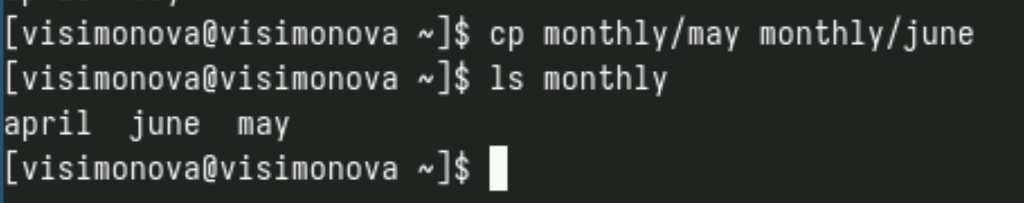 [visimonova@visimonova ~]$ cp monthly/may monthly/june
[visimonova@visimonova ~]$ ls monthly
april  june  may
[visimonova@visimonova ~]$